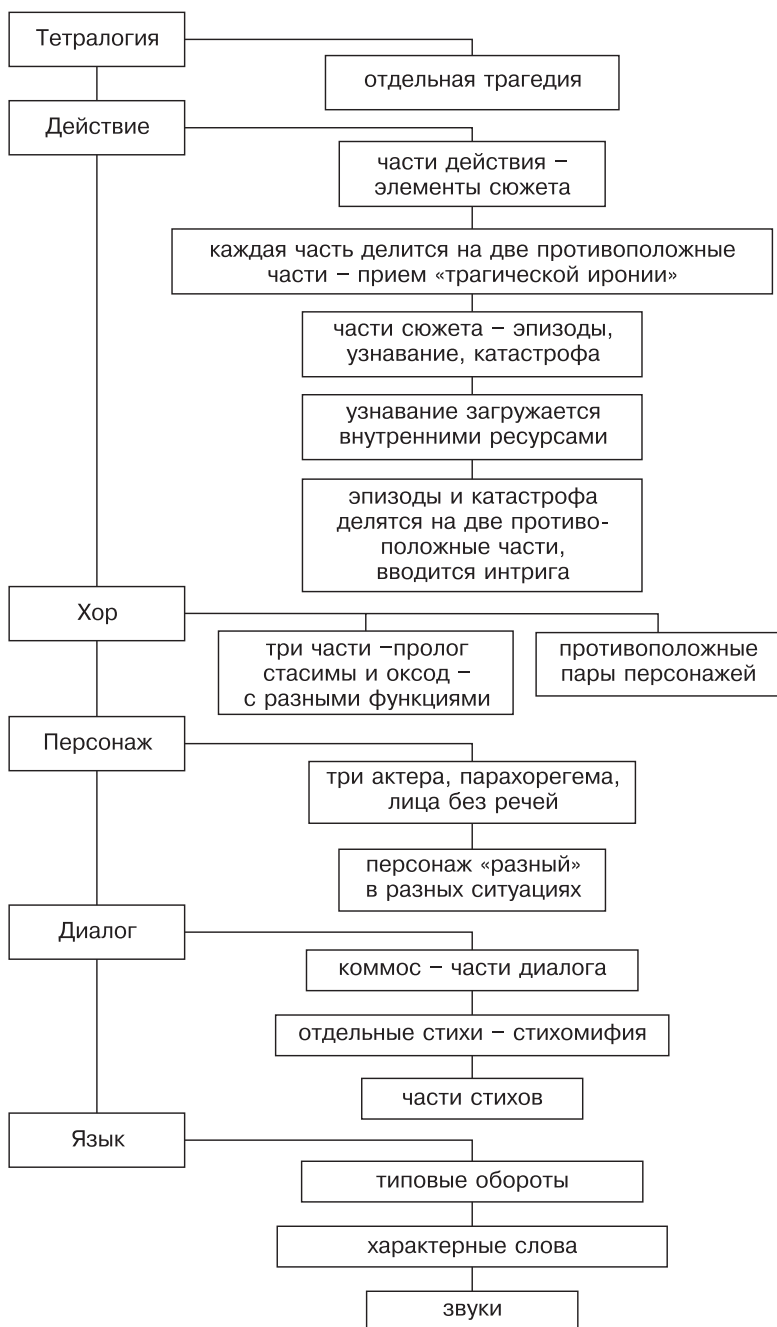 Тетралогия
отдельная трагедия
Действие
части действия –
элементы сюжета
каждая часть делится на две противоположные
части – прием «трагической иронии»
части сюжета – эпизоды,
узнавание, катастрофа
узнавание загружается
внутренними ресурсами
эпизоды и катастрофа
делятся на две противо-
положные части,
вводится интрига
Хор
три части –пролог
стасимы и оксод –
с разными функциями
противоположные
пары персонажей
Персонаж
три актера, парахорегема,
лица без речей
персонаж «разный»
в разных ситуациях
Диалог
коммос – части диалога
отдельные стихи – стихомифия
части стихов
Язык
типовые обороты
характерные слова
звуки